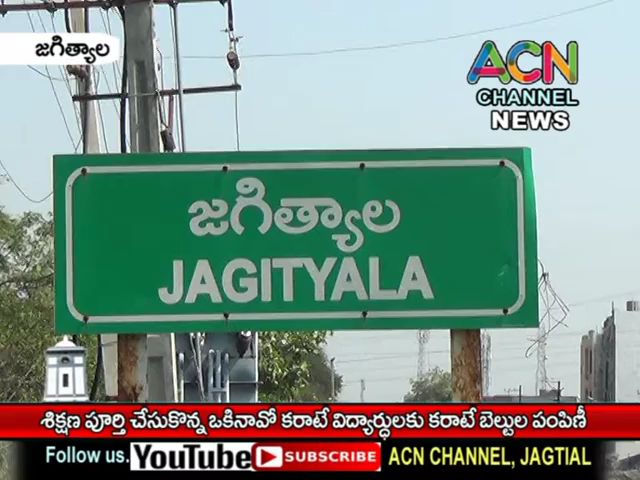 జగిత్యాల
ACN
CHANNEL
NEWS
జగిత్యాల
JAGITYALA
శిక్షణ పూర్తి చేసుకొన్న ఒకినావో కరాటే విద్యార్ధులకు కరాటే బెల్టుల పంపిణీ
Follow us. YouTube SUBSCRIBE ACN CHANNEL, JAGTIAL